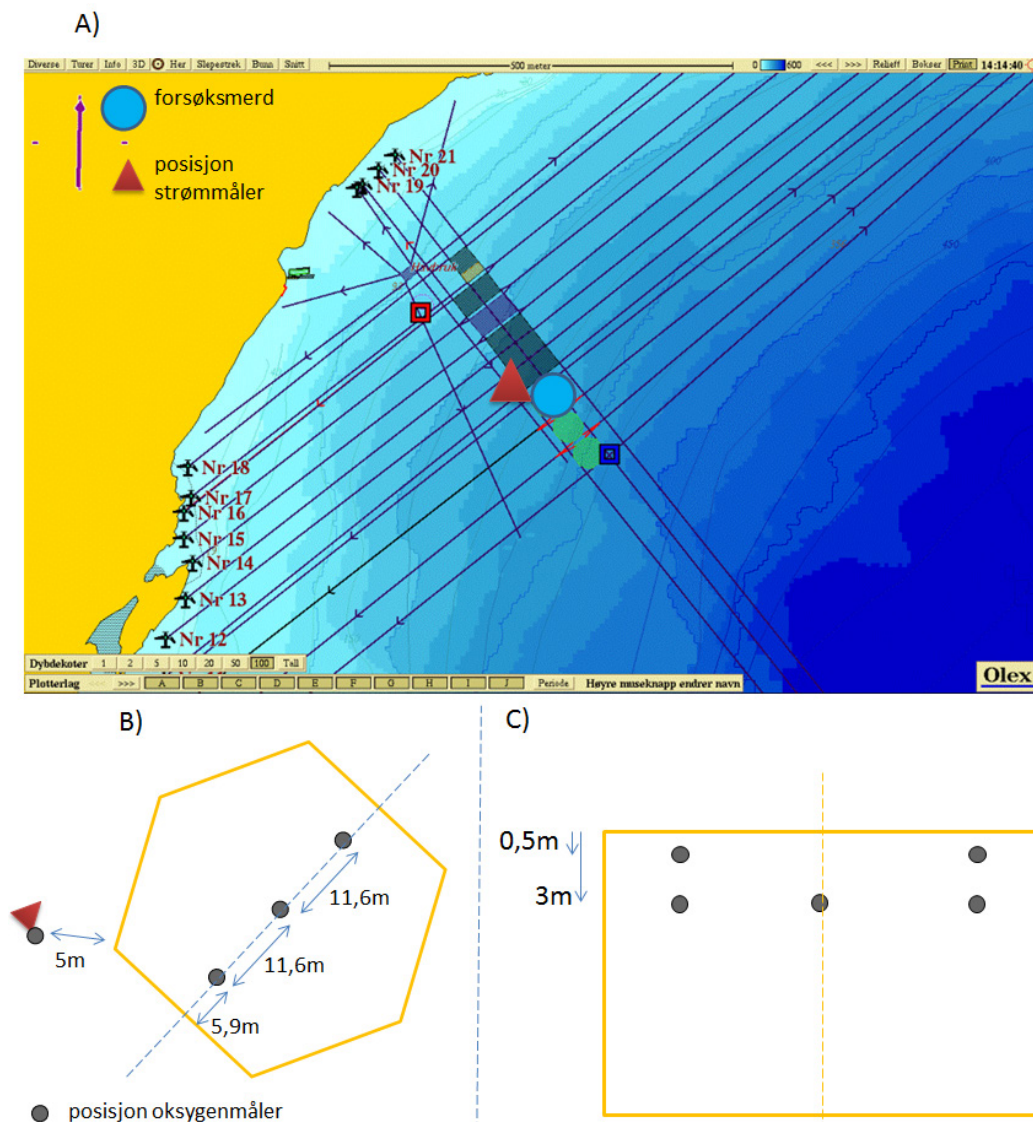 A)
Diverse Turer Info 3D Her Slepestrek Bunn Snitt 500 meter 0 600 <<< >>> Relieff Bokser Print 14:14:40
forsøksmerd
posisjon
strømmåler
Nr 21
Nr 20
Nr 19
400
450
Nr 18
Nr 17
Nr 16
Nr 15
Nr 14
Nr 13
Nr 12
Dybdekoter 1 2 5 10 20 50 100 Tall
Plotterlag <<< >>> A B C D E F G H I J Periode Høyre museknapp endrer navn
Olex
B)
C)
0,5m
3m
11,6m
11,6m
5m
5,9m
posisjon oksygenmåler